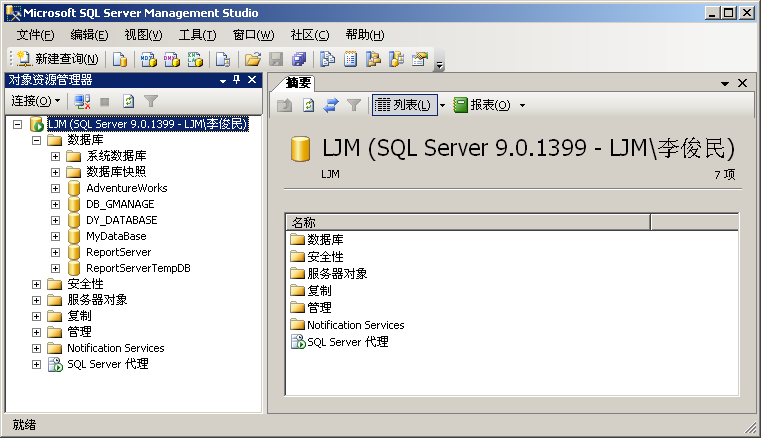 Microsoft SQL Server Management Studio
文件(F) 编辑(E) 视图(V) 工具(T) 窗口(W) 社区(C) 帮助(H)
新建查询(N)
对象资源管理器
连接(O)
LJM (SQL Server 9.0.1399 - LJM\李俊民)
数据库
系统数据库
数据库快照
AdventureWorks
DB_GMANAGE
DY_DATABASE
MyDataBase
ReportServer
ReportServerTempDB
安全性
服务器对象
复制
管理
Notification Services
SQL Server 代理
摘要
列表(L) 报表(O)
LJM (SQL Server 9.0.1399 - LJM\李俊民)
LJM 7 项
名称
数据库
安全性
服务器对象
复制
管理
Notification Services
SQL Server 代理
就绪